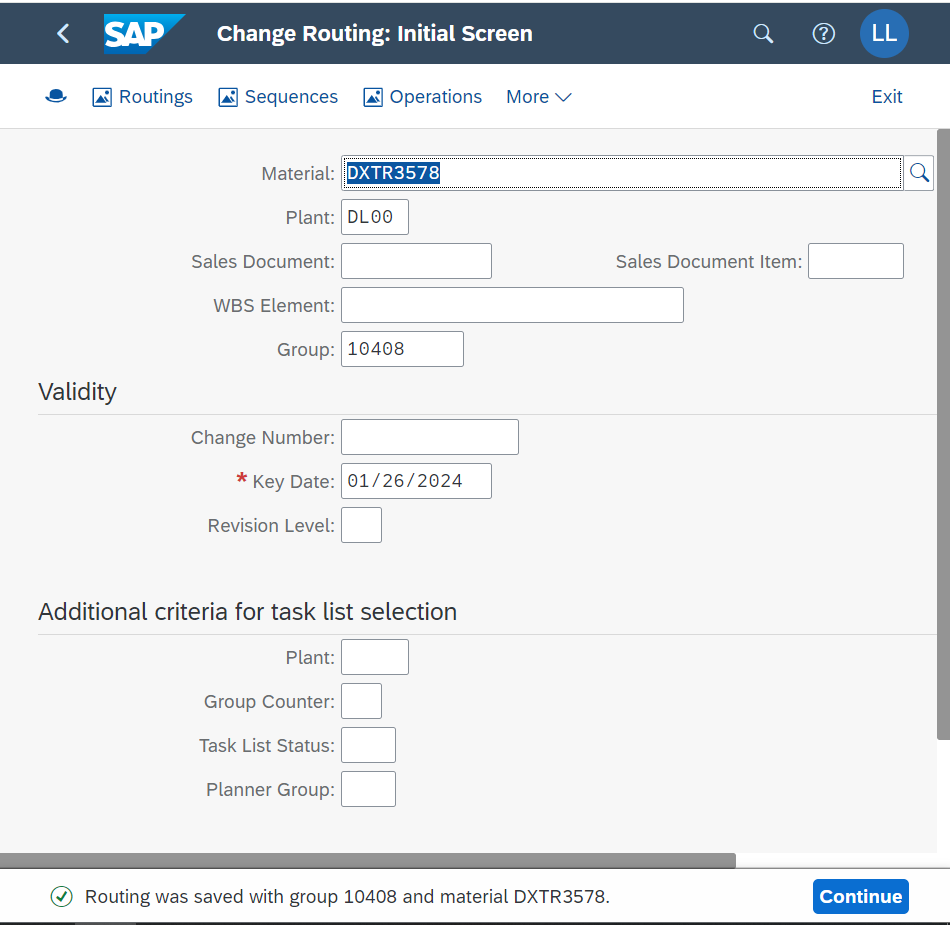 SAP Change Routing: Initial Screen ? LL
Routings Sequences Operations More Exit
Material: DXTR3578
Plant: DL00
Sales Document: Sales Document Item:
WBS Element:
Group: 10408
Validity
Change Number:
* Key Date: 01/26/2024
Revision Level:
Additional criteria for task list selection
Plant:
Group Counter:
Task List Status:
Planner Group:
Routing was saved with group 10408 and material DXTR3578. Continue